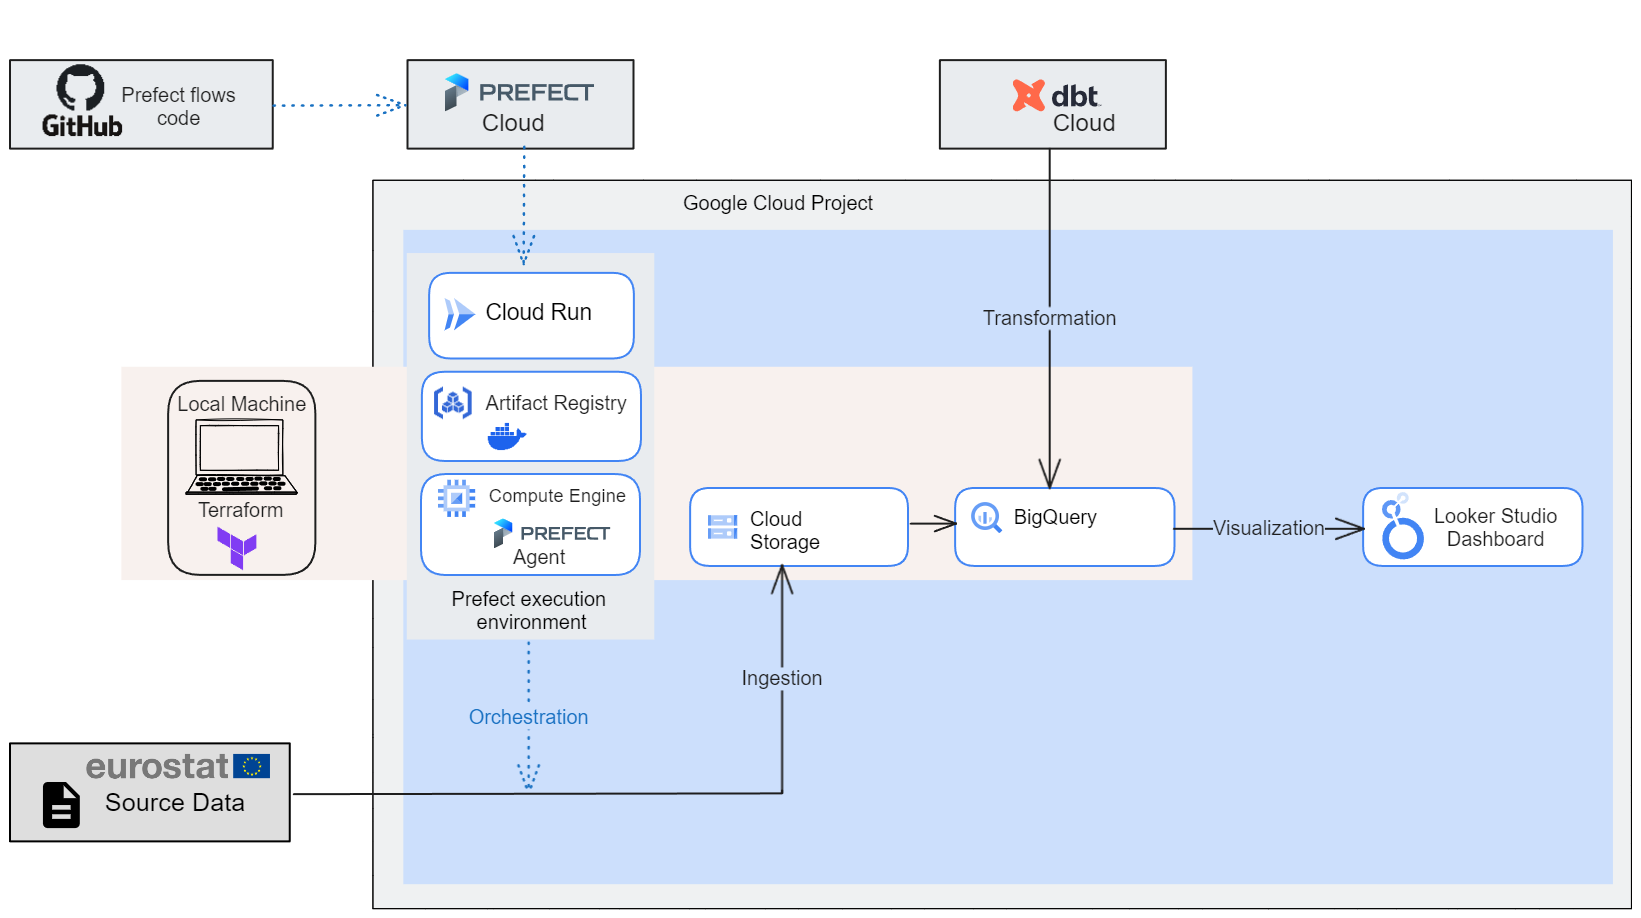 GitHub
Prefect flows
code
PREFECT
Cloud
dbt
Cloud
Google Cloud Project
Cloud Run
Transformation
Local Machine
Terraform
Artifact Registry
Compute Engine
PREFECT
Agent
Prefect execution
environment
Cloud
Storage
BigQuery
Visualization
Looker Studio
Dashboard
Ingestion
Orchestration
eurostat
Source Data